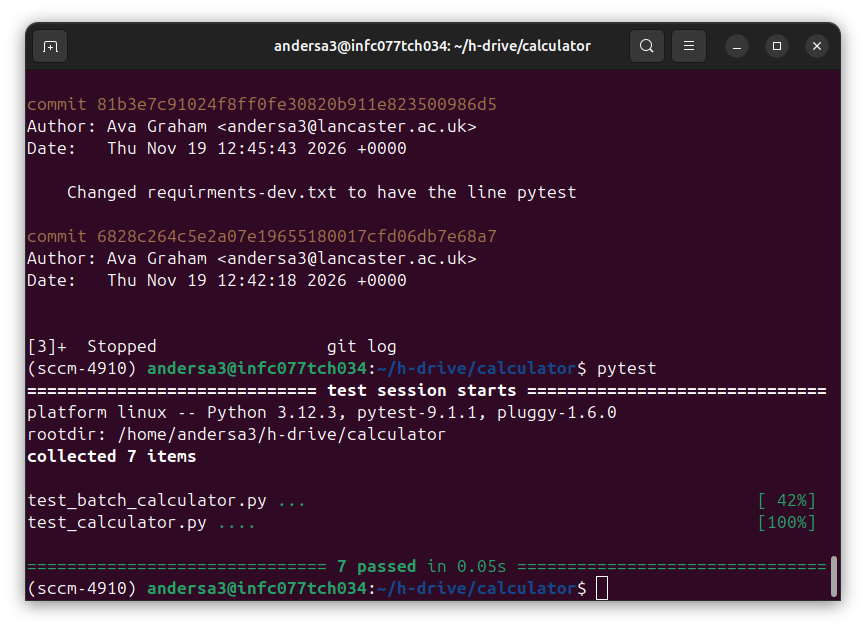 andersa3@infc077tch034: ~/h-drive/calculator
commit 81b3e7c91024f8ff0fe30820b911e823500986d5
Author: Ava Graham <andersa3@lancaster.ac.uk>
Date:   Thu Nov 19 12:45:43 2026 +0000
    Changed requirments-dev.txt to have the line pytest
commit 6828c264c5e2a07e19655180017cfd06db7e68a7
Author: Ava Graham <andersa3@lancaster.ac.uk>
Date:   Thu Nov 19 12:42:18 2026 +0000
[3]+  Stopped                 git log
(sccm-4910) andersa3@infc077tch034:~/h-drive/calculator$ pytest
============================= test session starts ==============================
platform linux -- Python 3.12.3, pytest-9.1.1, pluggy-1.6.0
rootdir: /home/andersa3/h-drive/calculator
collected 7 items
test_batch_calculator.py ...                                             [ 42%]
test_calculator.py ....                                                  [100%]
============================== 7 passed in 0.05s ===============================
(sccm-4910) andersa3@infc077tch034:~/h-drive/calculator$